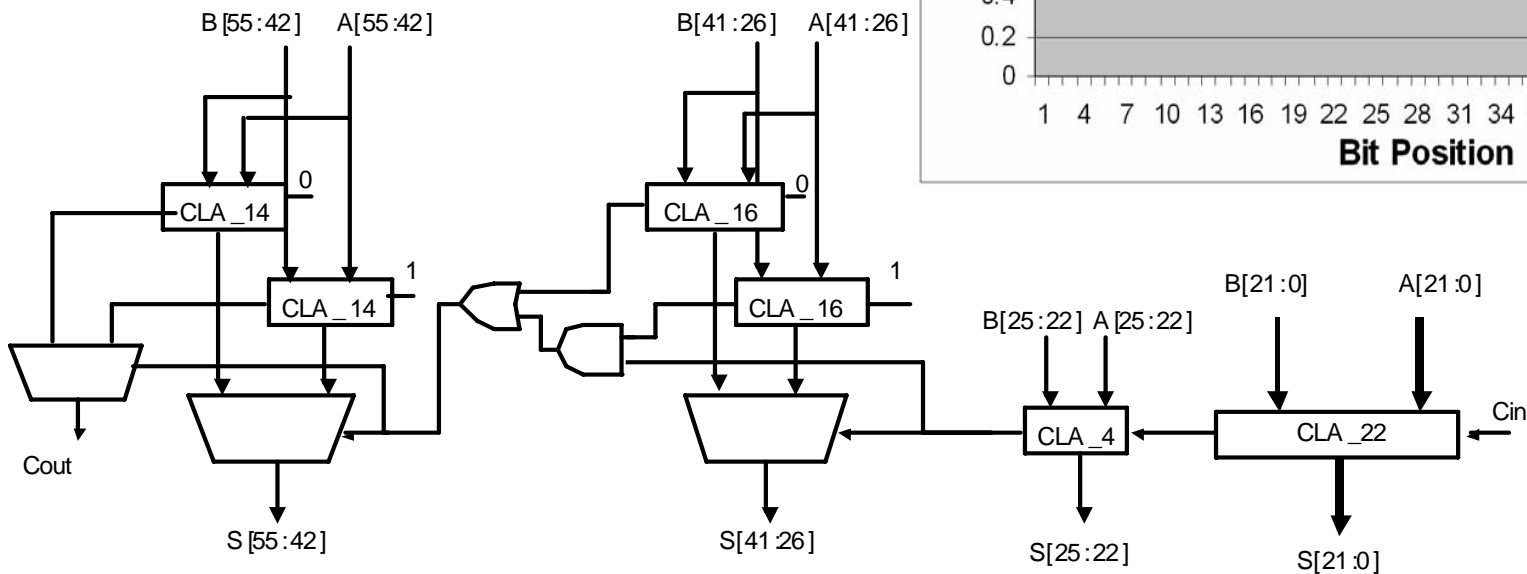 B[55:42] A[55:42]
B[41:26] A[41:26]
0.2
0
1 4 7 10 13 16 19 22 25 28 31 34
Bit Position
0
CLA_14
1
CLA_14
0
CLA_16
1
CLA_16
B[25:22] A[25:22]
B[21:0] A[21:0]
CLA_4
CLA_22
Cin
Cout
S[55:42]
S[41:26]
S[25:22]
S[21:0]